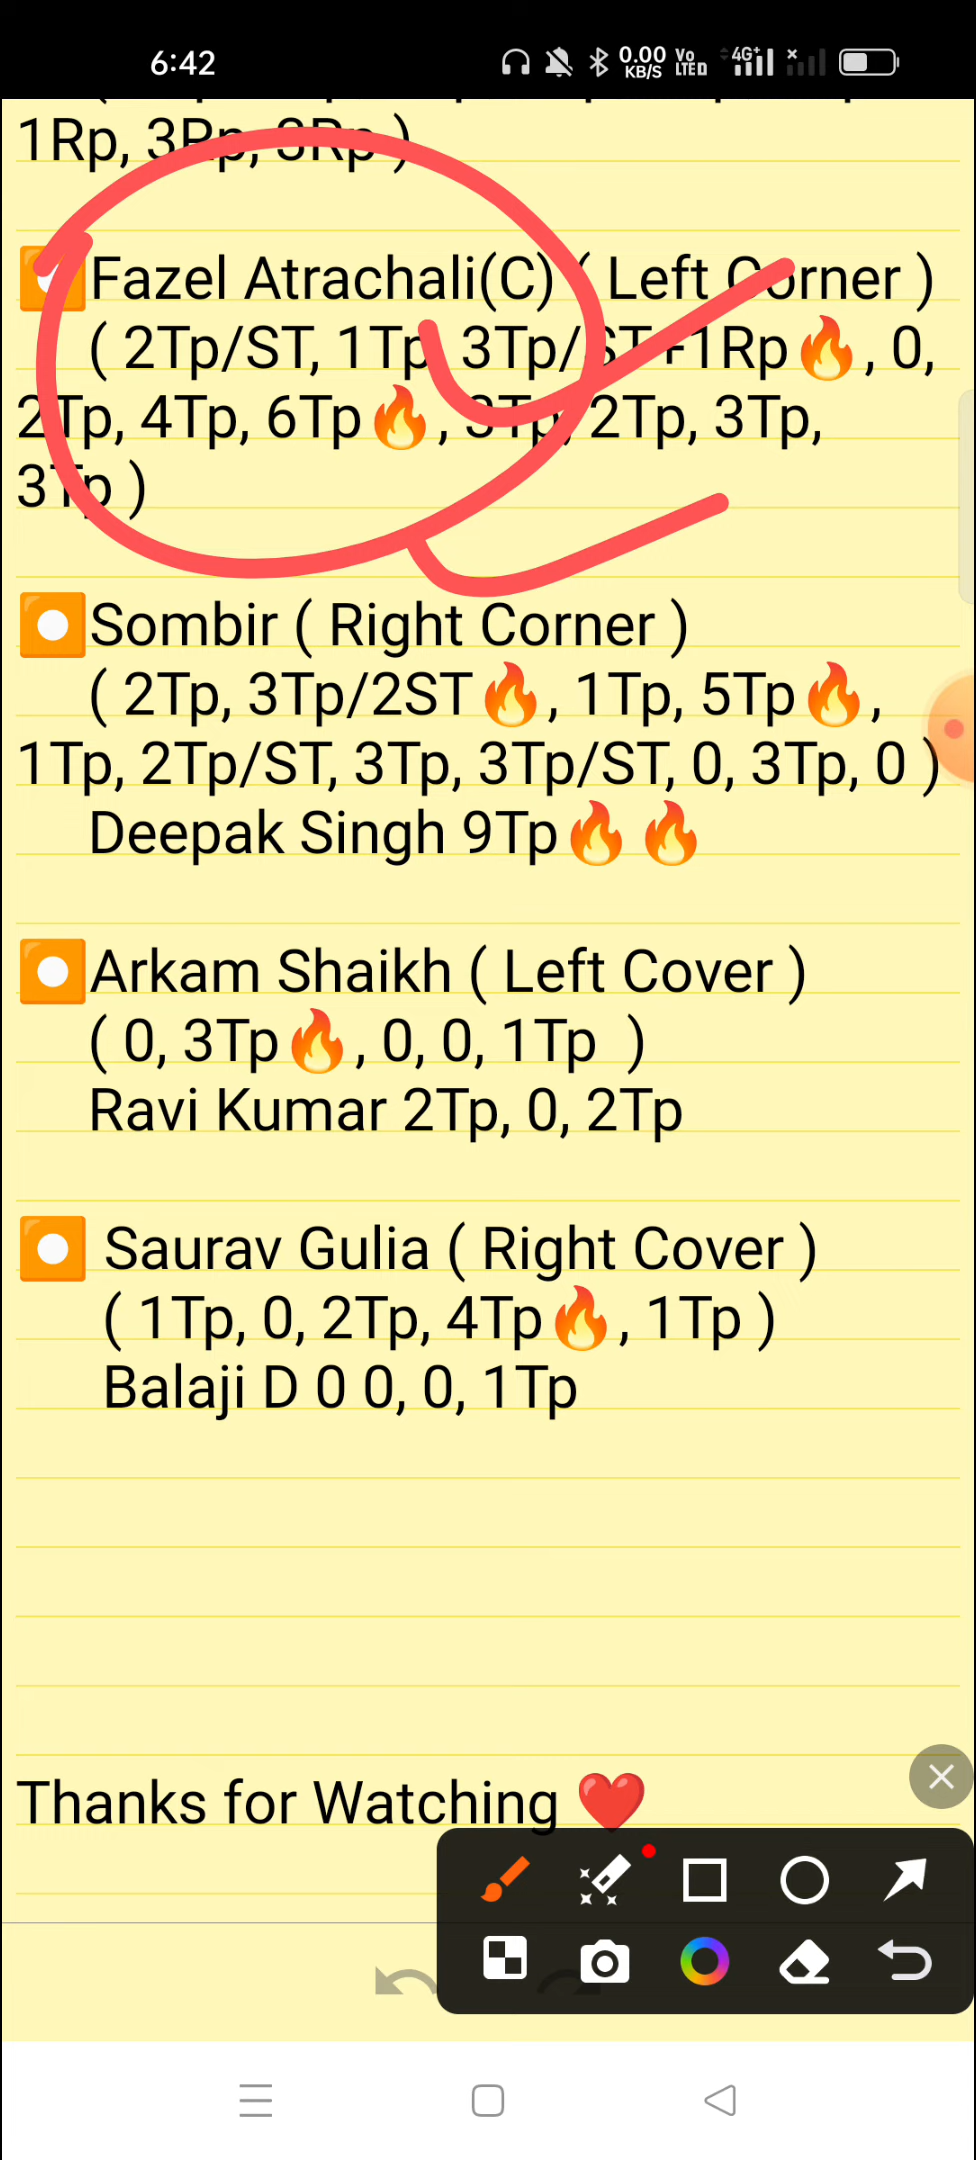 6:42
0.00 KB/S VoLTED 4G+
1Rp, 3Rp, 3Rp )
Fazel Atrachali(C) ( Left Corner )
( 2Tp/ST, 1Tp, 3Tp/ST+1Rp🔥, 0,
2Tp, 4Tp, 6Tp🔥, 3Tp, 2Tp, 3Tp,
3Tp )
Sombir ( Right Corner )
( 2Tp, 3Tp/2ST🔥, 1Tp, 5Tp🔥,
1Tp, 2Tp/ST, 3Tp, 3Tp/ST, 0, 3Tp, 0 )
Deepak Singh 9Tp🔥🔥
Arkam Shaikh ( Left Cover )
( 0, 3Tp🔥, 0, 0, 1Tp )
Ravi Kumar 2Tp, 0, 2Tp
Saurav Gulia ( Right Cover )
( 1Tp, 0, 2Tp, 4Tp🔥, 1Tp )
Balaji D 0 0, 0, 1Tp
Thanks for Watching ❤️